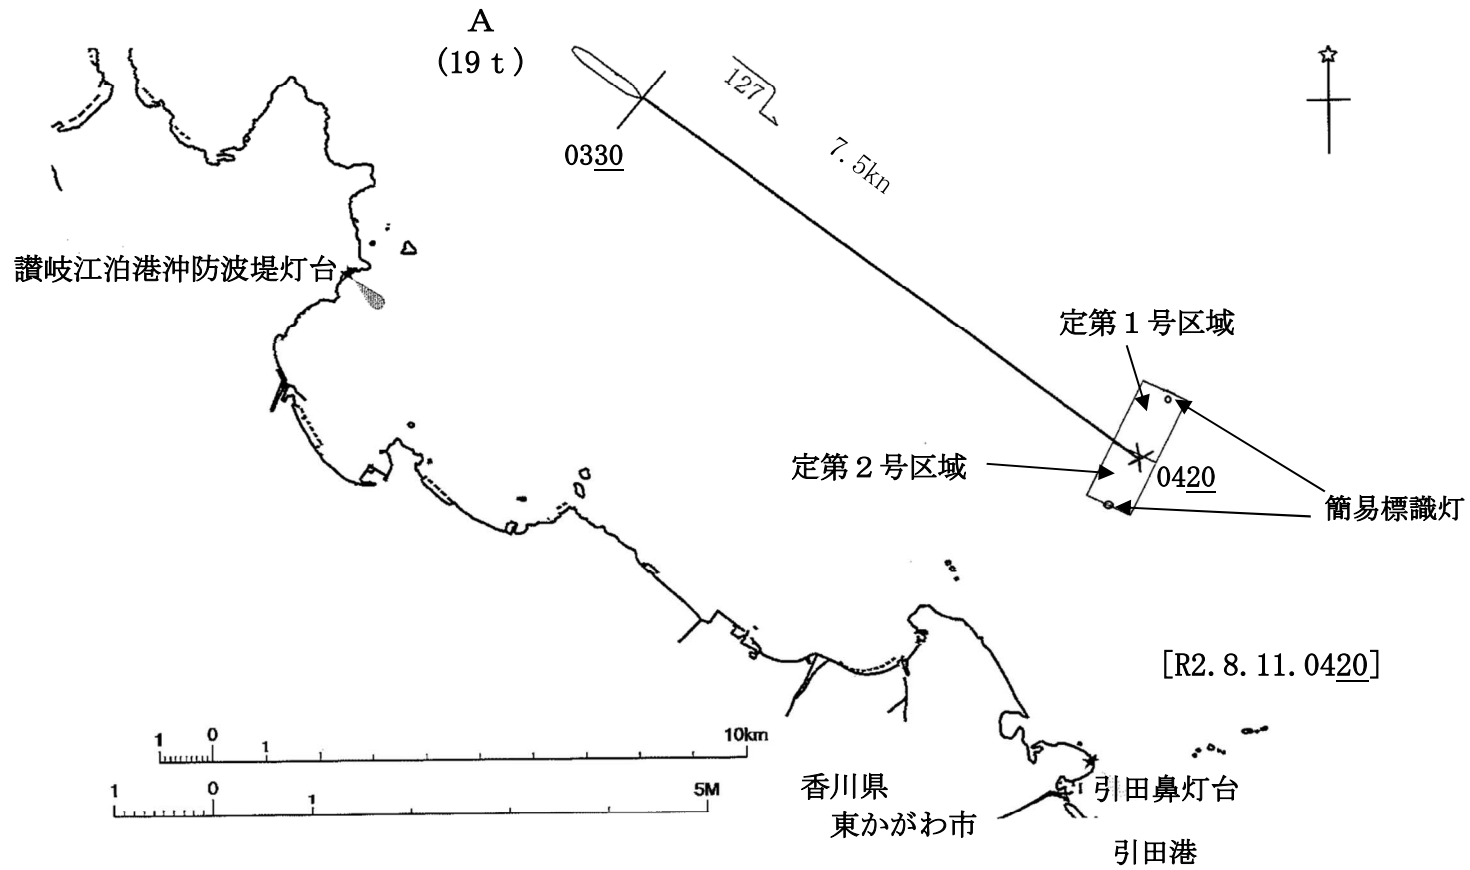 A
(19ｔ)
127
0330
7.5kn
讃岐江泊港沖防波堤灯台
定第１号区域
定第２号区域
0420
簡易標識灯
[R2.8.11.0420]
1 0 1 10km
1 0 1 5M
香川県
東かがわ市
引田鼻灯台
引田港